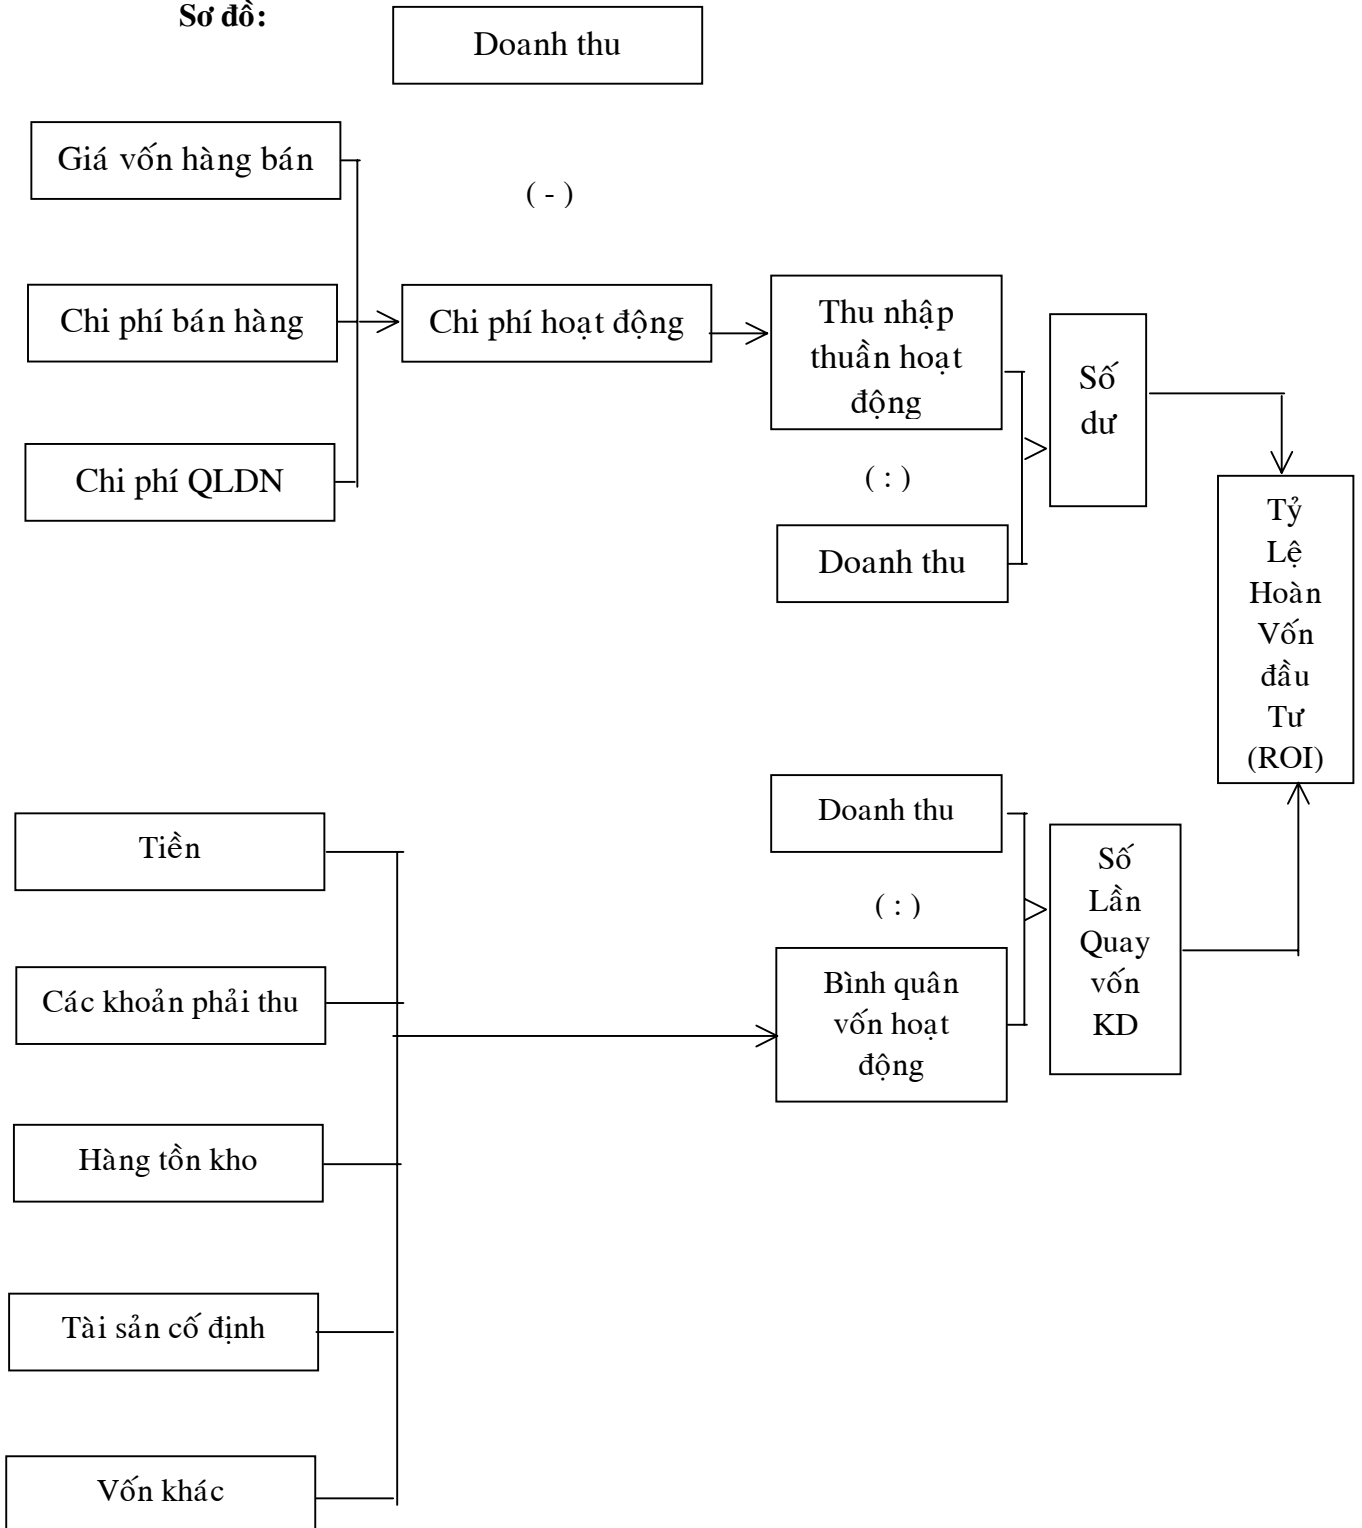 Sơ đồ:
Doanh thu
Giá vốn hàng bán
( - )
Chi phí bán hàng
Chi phí hoạt động
Thu nhập
thuần hoạt
động
Số
dư
Chi phí QLDN
( : )
Doanh thu
Tỷ
Lệ
Hoàn
Vốn
đầu
Tư
(ROI)
Doanh thu
Tiền
( : )
Số
Lần
Quay
vốn
KD
Các khoản phải thu
Bình quân
vốn hoạt
động
Hàng tồn kho
Tài sản cố định
Vốn khác